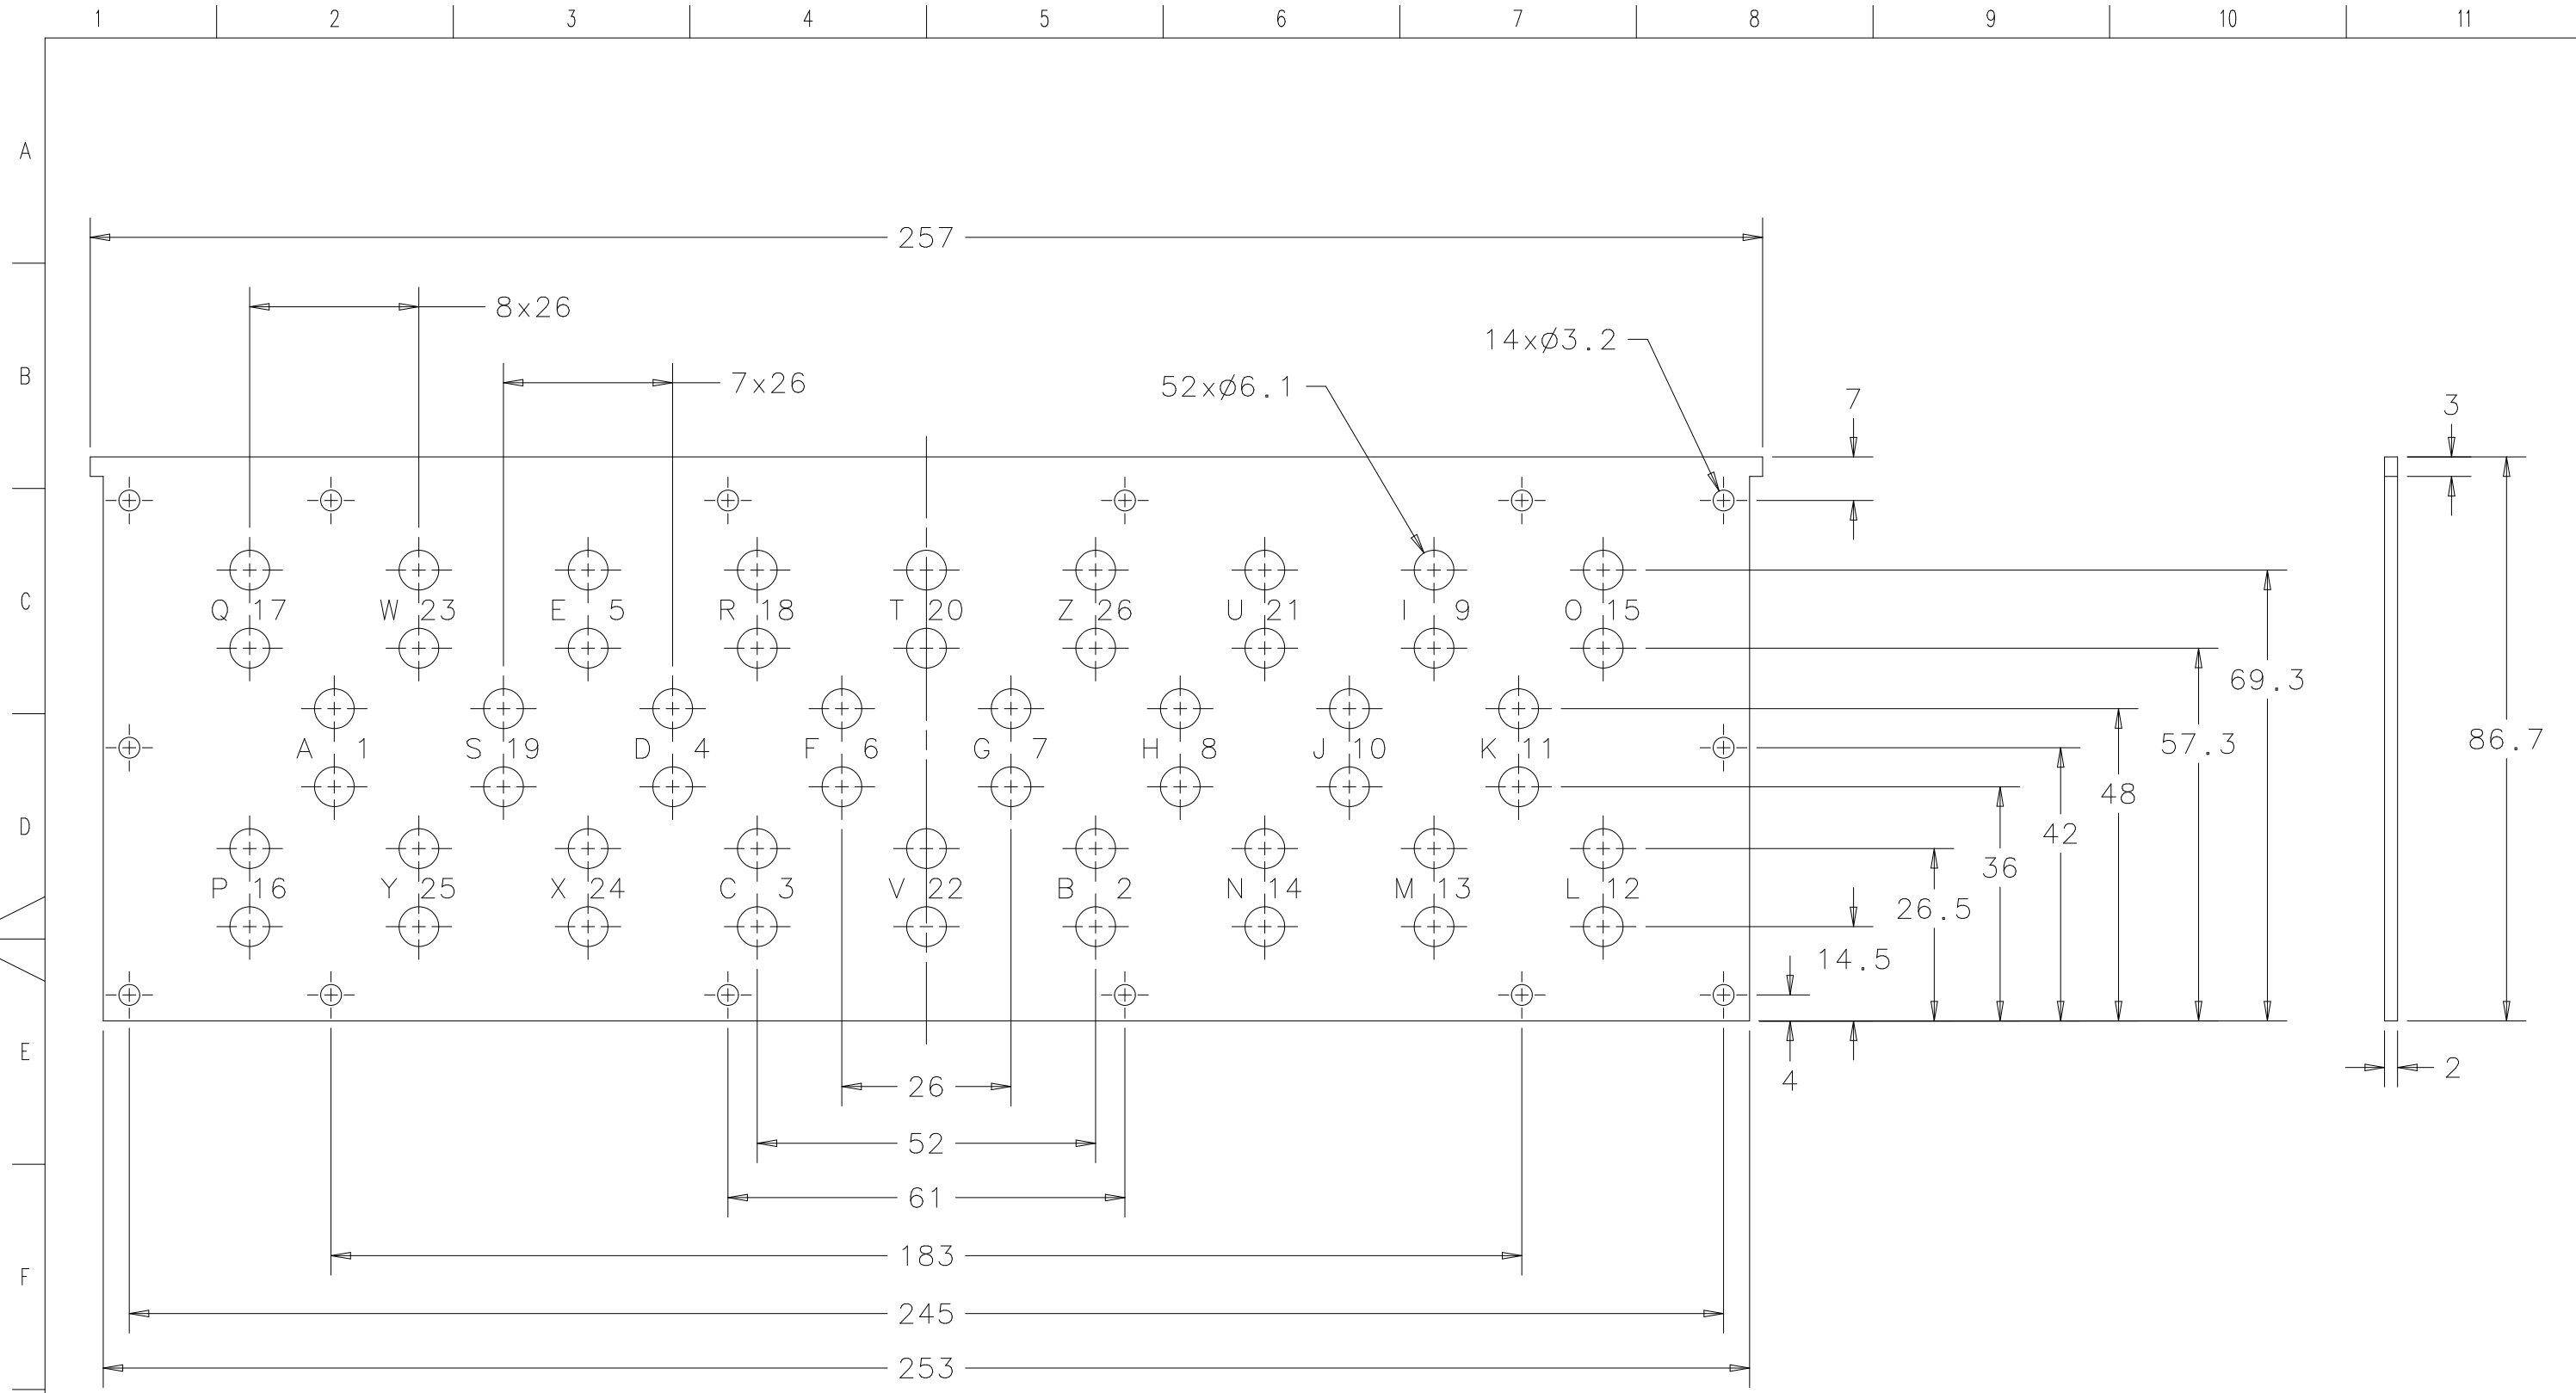 1 2 3 4 5 6 7 8 9 10 11
A
257
8x26
14xø3.2
B
7x26
52xø6.1
7
3
C
Q 17 W 23 E 5 R 18 T 20 Z 26 U 21 I 9 O 15
69.3
A 1 S 19 D 4 F 6 G 7 H 8 J 10 K 11
57.3
86.7
48
D
42
36
P 16 Y 25 X 24 C 3 V 22 B 2 N 14 M 13 L 12
26.5
14.5
E
2
4
26
52
61
F
183
245
253